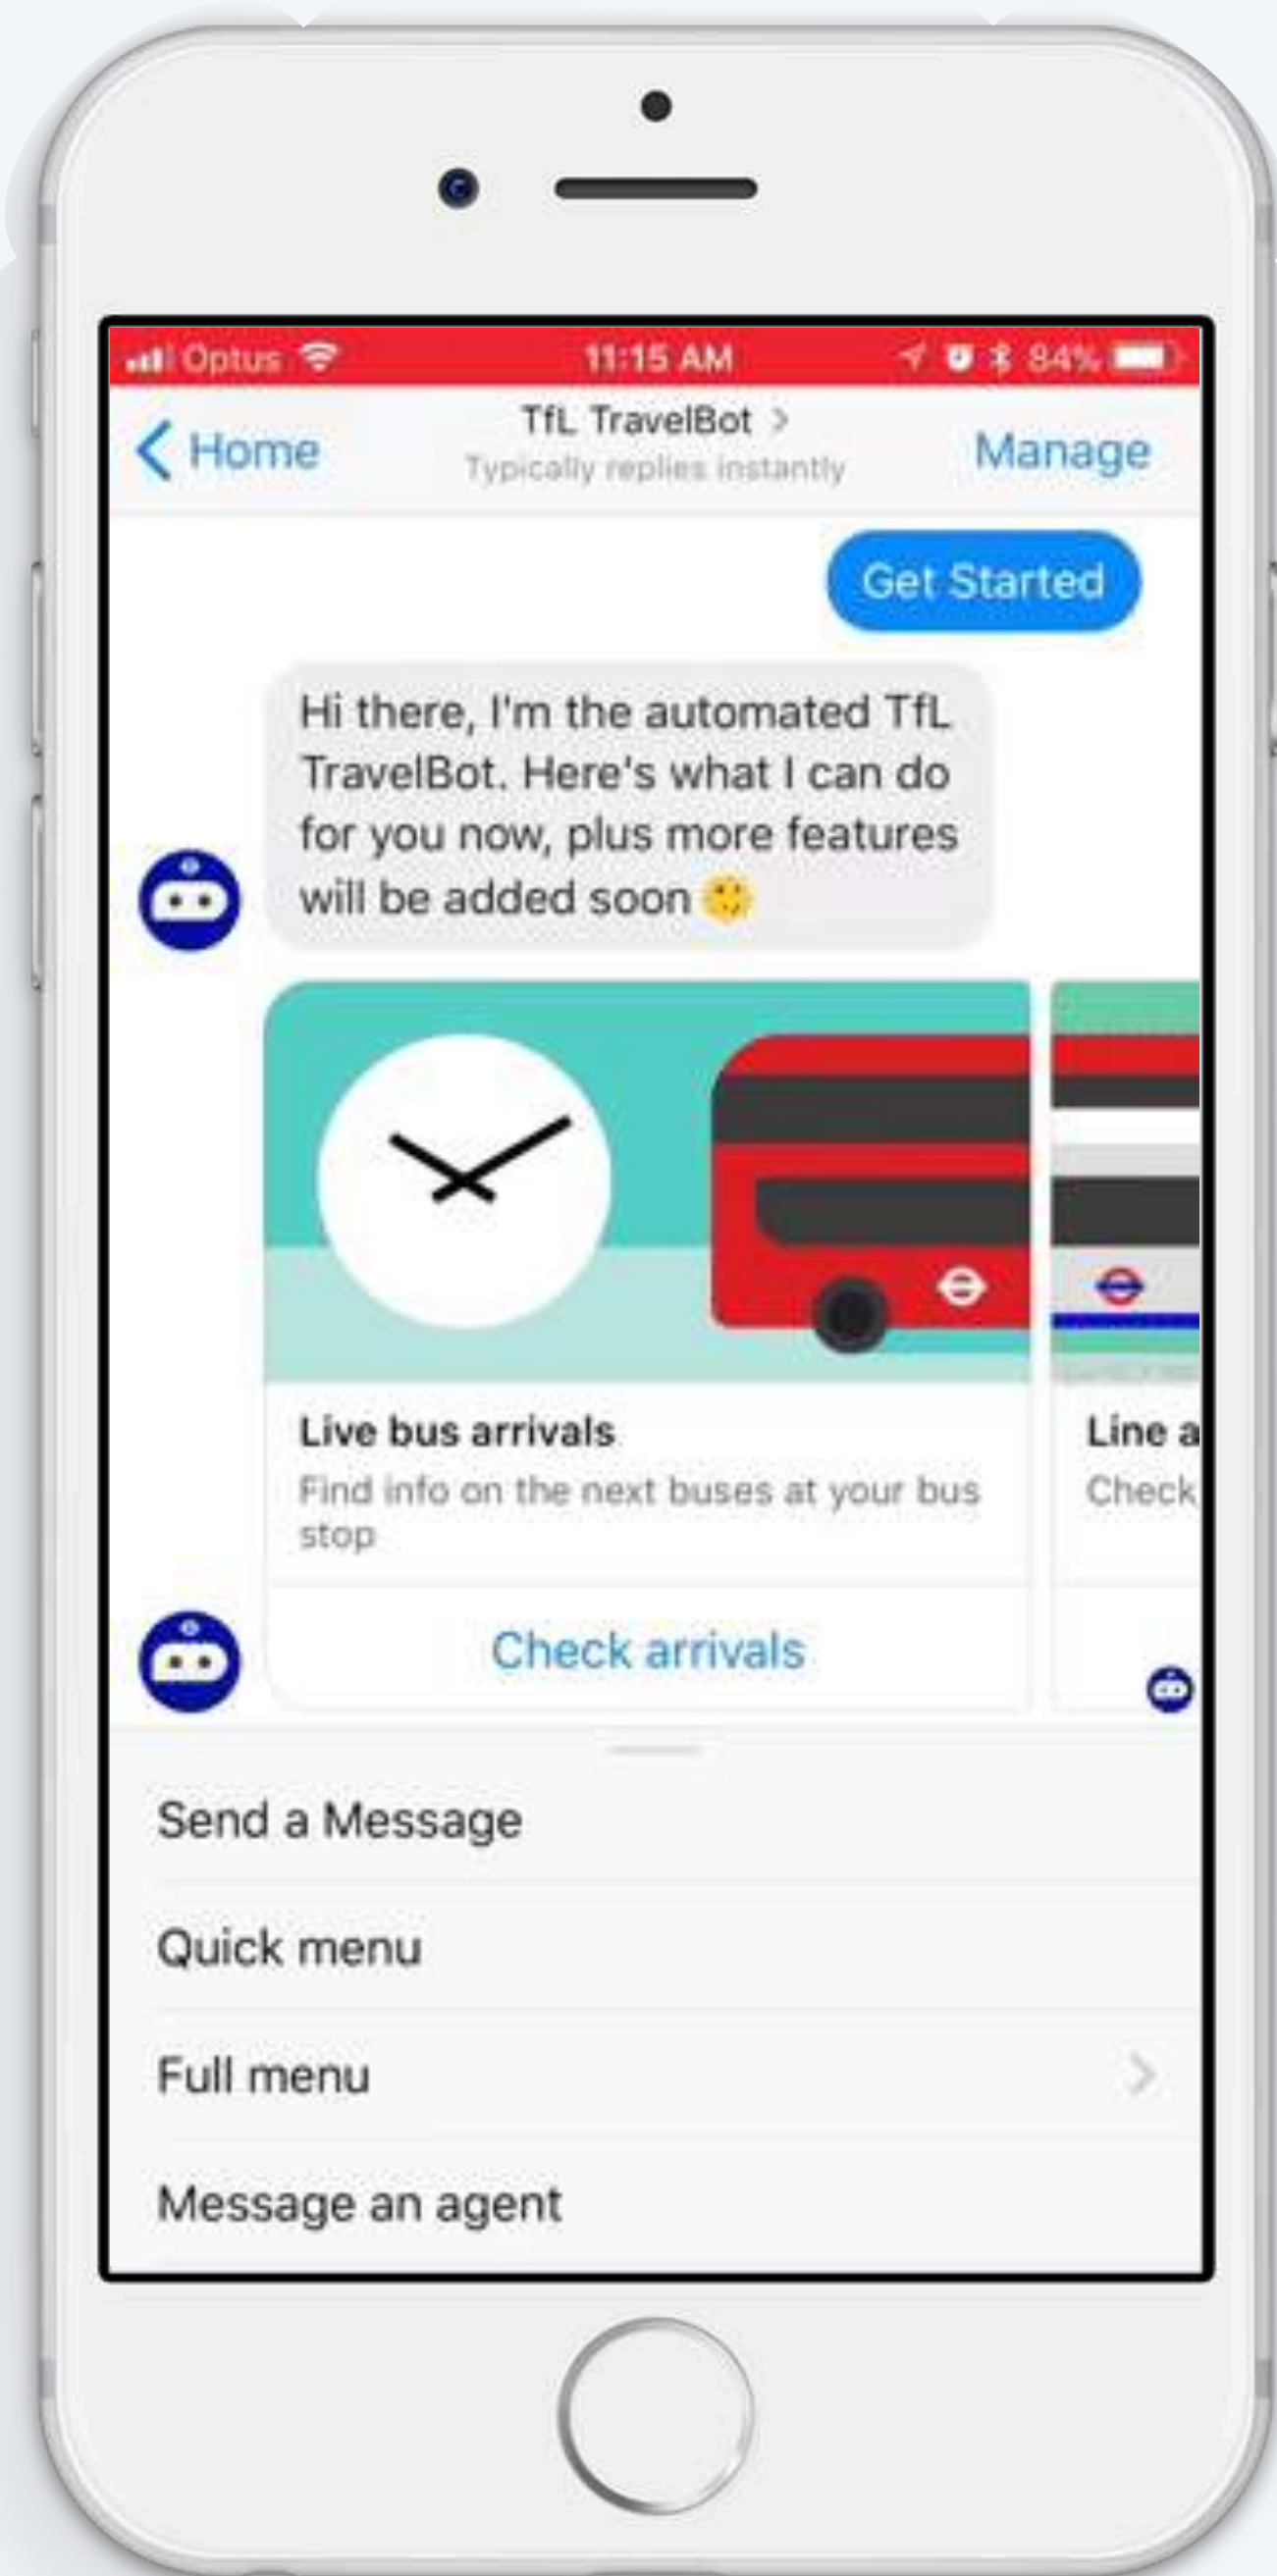 Optus 11:15 AM 84%
Home TfL TravelBot > Manage
Typically replies instantly
Get Started
Hi there, I'm the automated TfL
TravelBot. Here's what I can do
for you now, plus more features
will be added soon
Live bus arrivals
Find info on the next buses at your bus
stop
Check arrivals
Line a
Check
Send a Message
Quick menu
Full menu
Message an agent